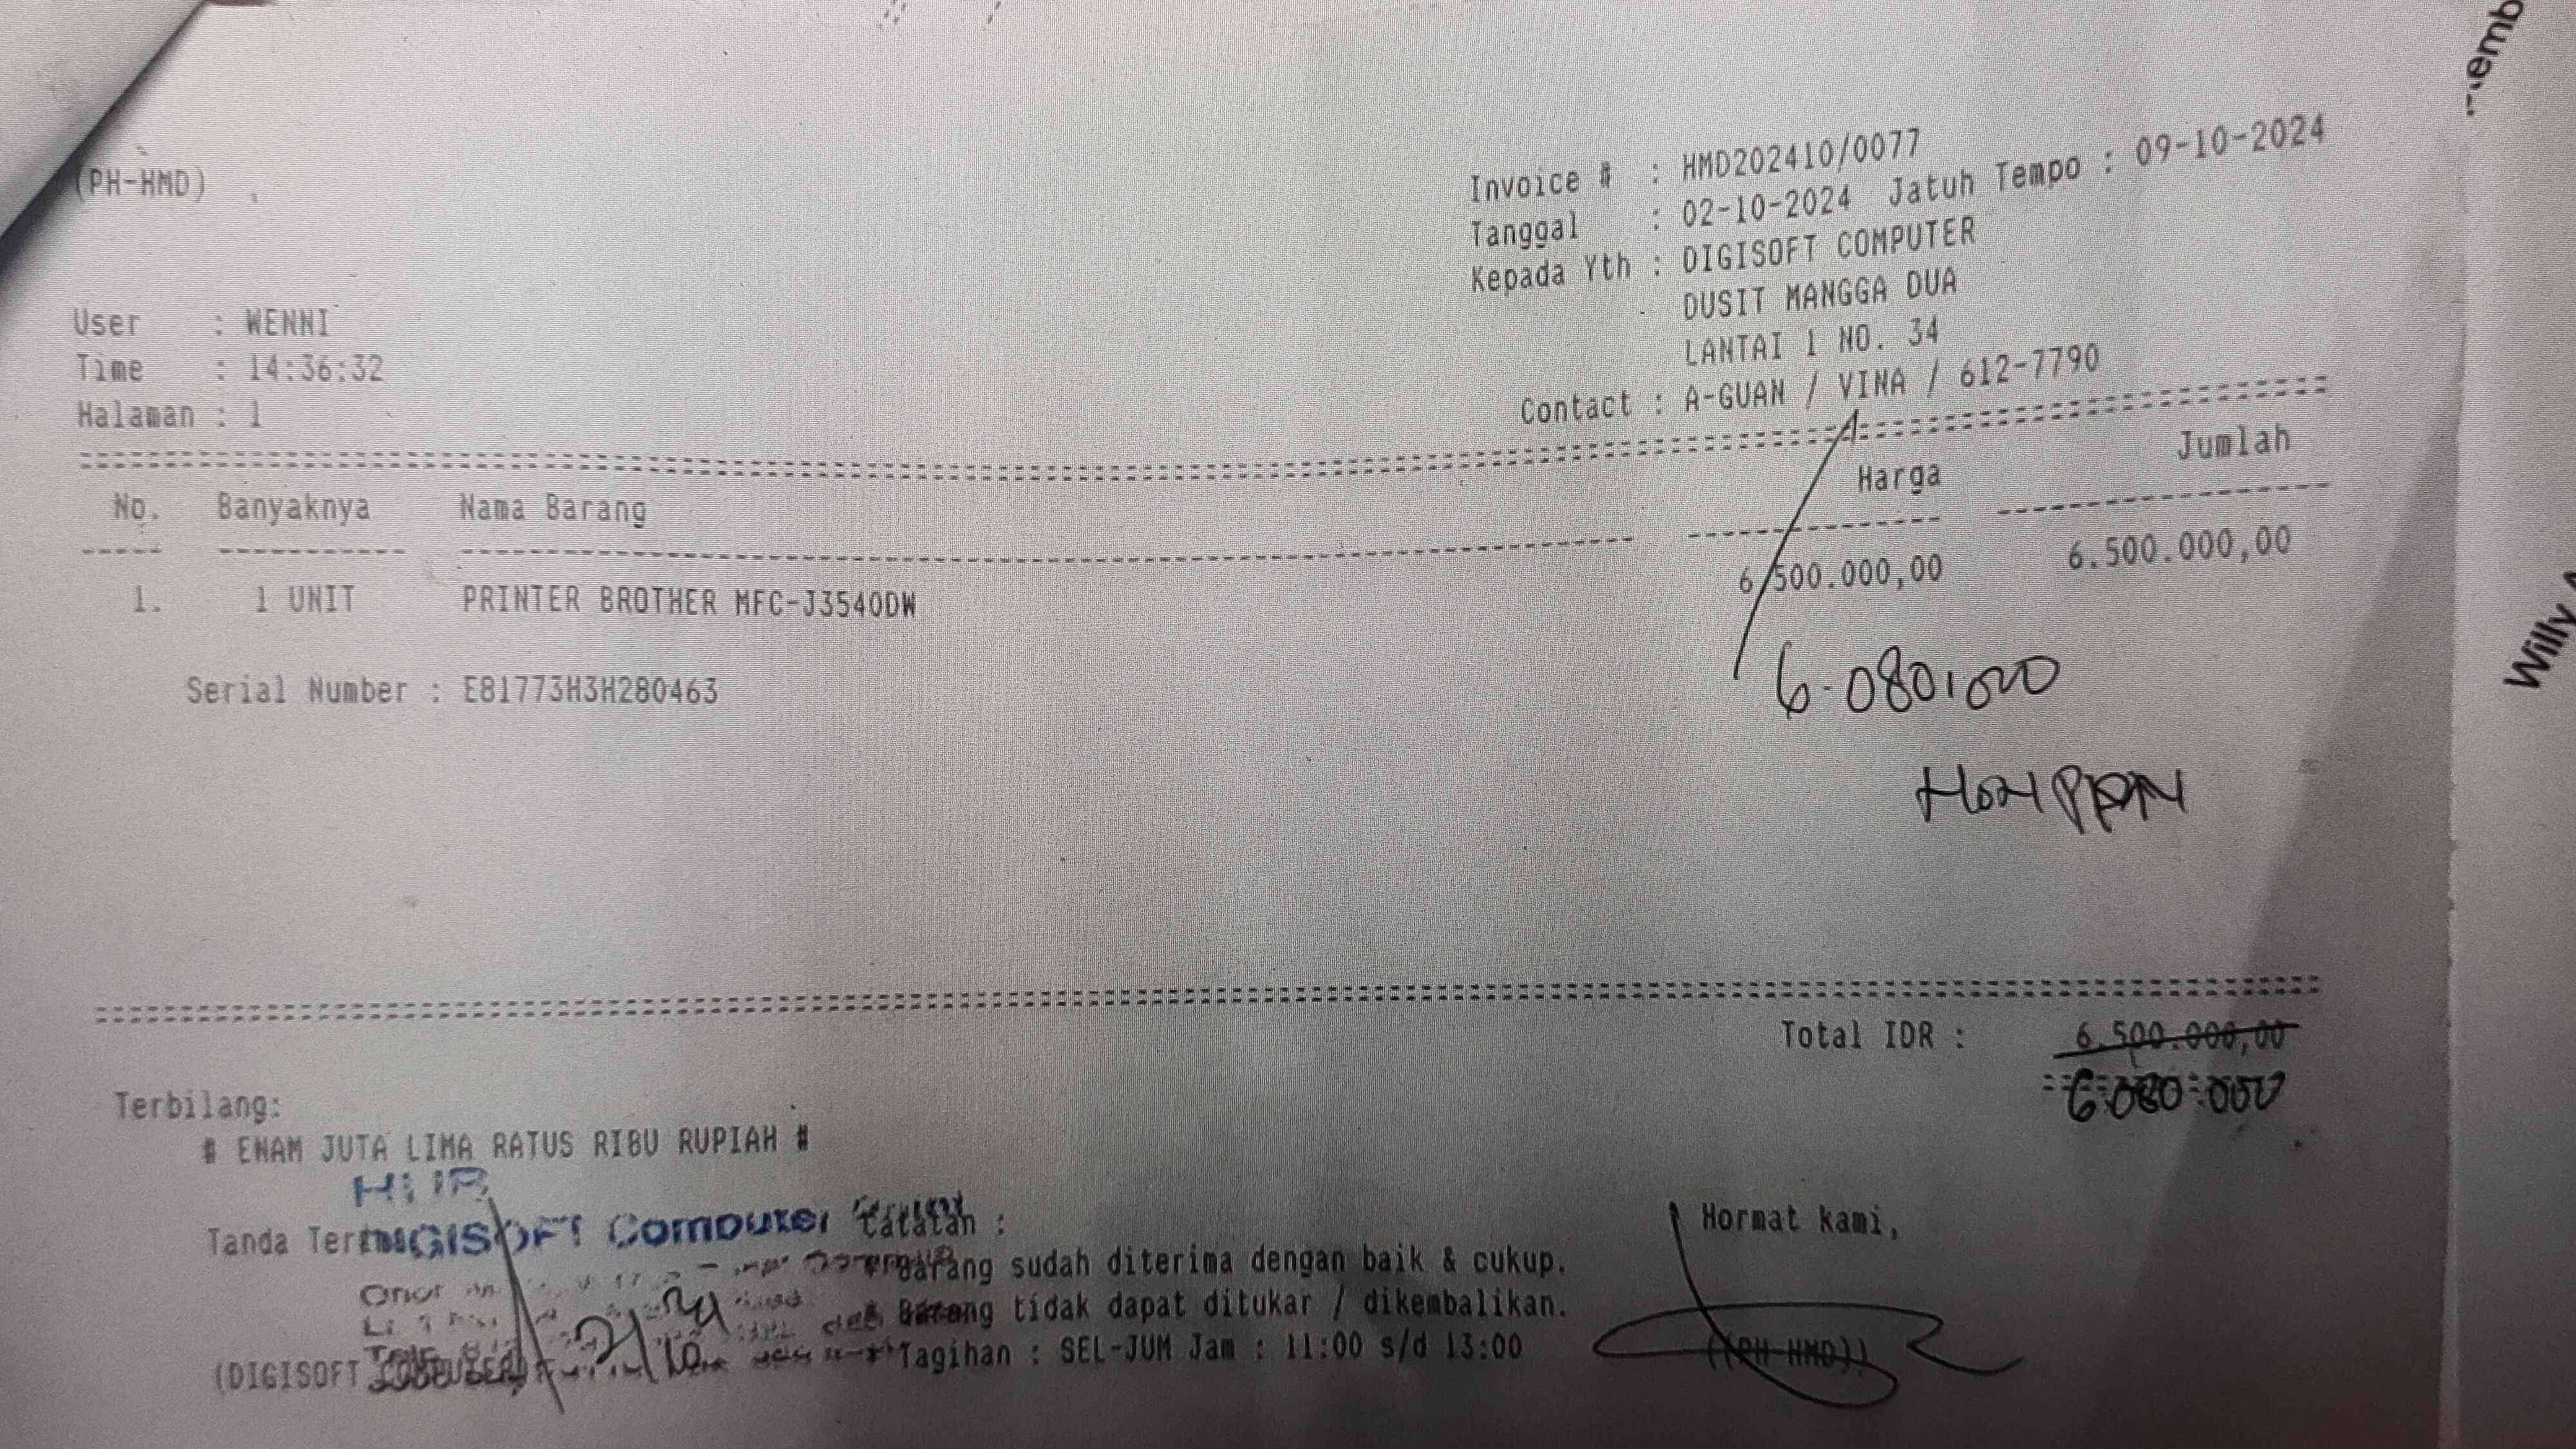 (PH-HMD)
Invoice # : HMD202410/0077
Tanggal : 02-10-2024 Jatuh Tempo : 09-10-2024
Kepada Yth : DIGISOFT COMPUTER
DUSIT MANGGA DUA
LANTAI 1 NO. 34
Contact : A-GUAN / VINA / 612-7790
User : WENNI
Time : 14:36:32
Halaman : 1
No. Banyaknya Nama Barang Harga Jumlah
1. 1 UNIT PRINTER BROTHER MFC-J3540DW 6.500.000,00 6.500.000,00
Serial Number : E81773H3H280463
6.080.000
NON PPN
Total IDR : 6.500.000,00
6.080.000
Terbilang:
# ENAM JUTA LIMA RATUS RIBU RUPIAH #
Tanda Terima
DIGISOFT Computer
Catatan :
Barang sudah diterima dengan baik & cukup.
Barang tidak dapat ditukar / dikembalikan.
* Tagihan : SEL-JUM Jam : 11:00 s/d 13:00
(DIGISOFT COMPUTER)
Hormat kami,
((PH-HMD))
Willy